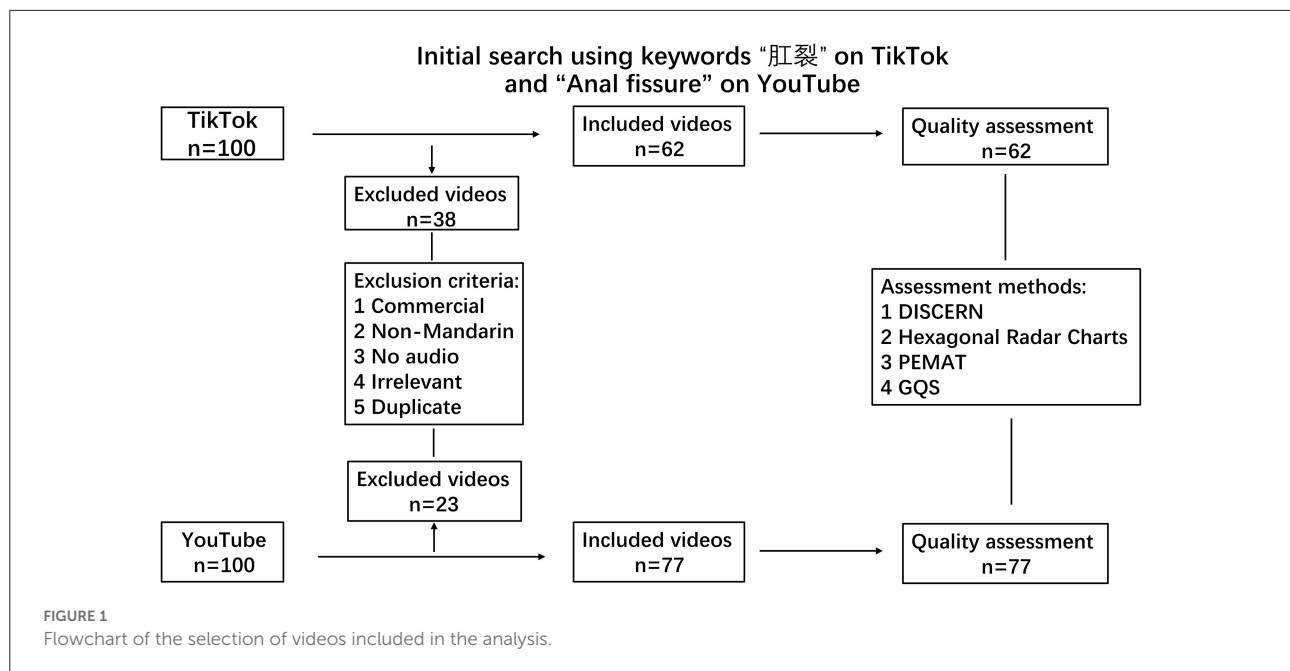 Initial search using keywords “肛裂” on TikTok
and “Anal fissure” on YouTube
TikTok
n=100
Included videos
n=62
Quality assessment
n=62
Excluded videos
n=38
Exclusion criteria:
1 Commercial
2 Non-Mandarin
3 No audio
4 Irrelevant
5 Duplicate
Assessment methods:
1 DISCERN
2 Hexagonal Radar Charts
3 PEMAT
4 GQS
Excluded videos
n=23
YouTube
n=100
Included videos
n=77
Quality assessment
n=77
FIGURE 1
Flowchart of the selection of videos included in the analysis.